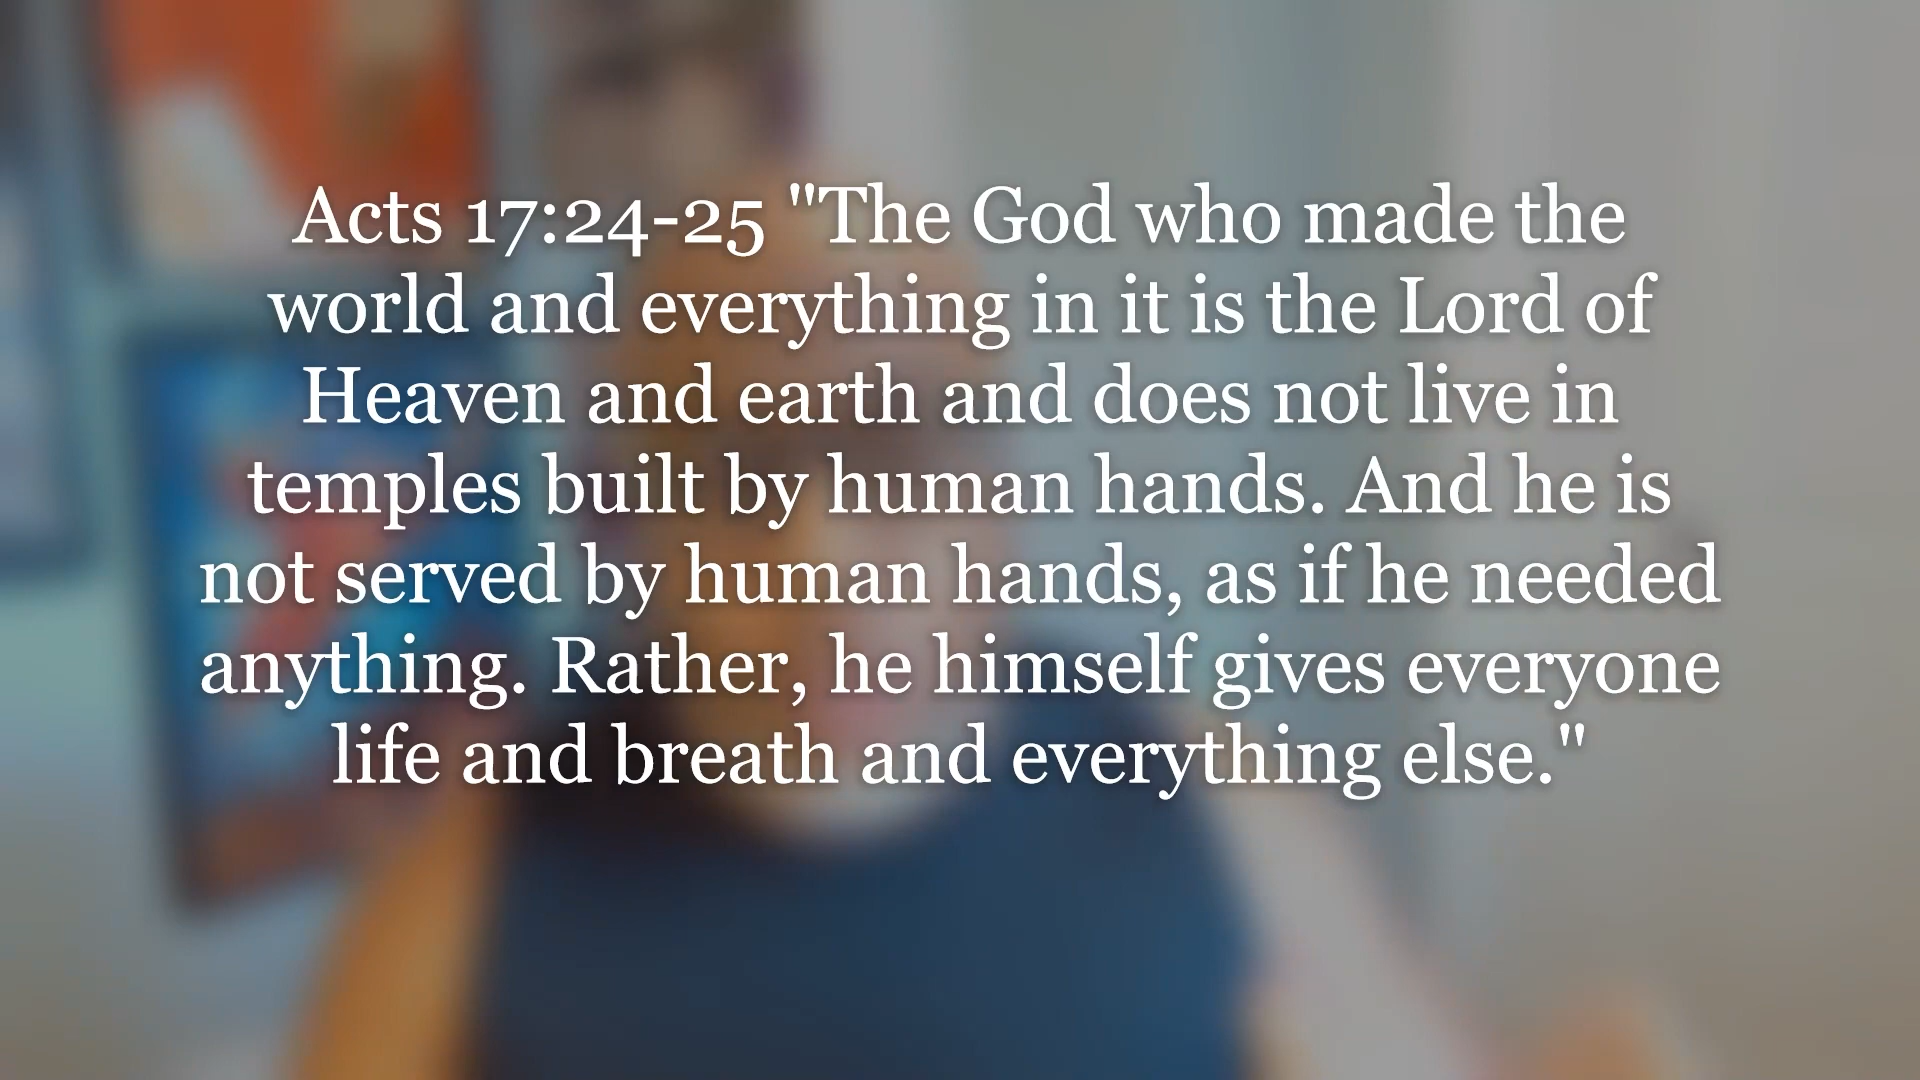 Acts 17:24-25 "The God who made the
world and everything in it is the Lord of
Heaven and earth and does not live in
temples built by human hands. And he is
not served by human hands, as if he needed
anything. Rather, he himself gives everyone
life and breath and everything else."